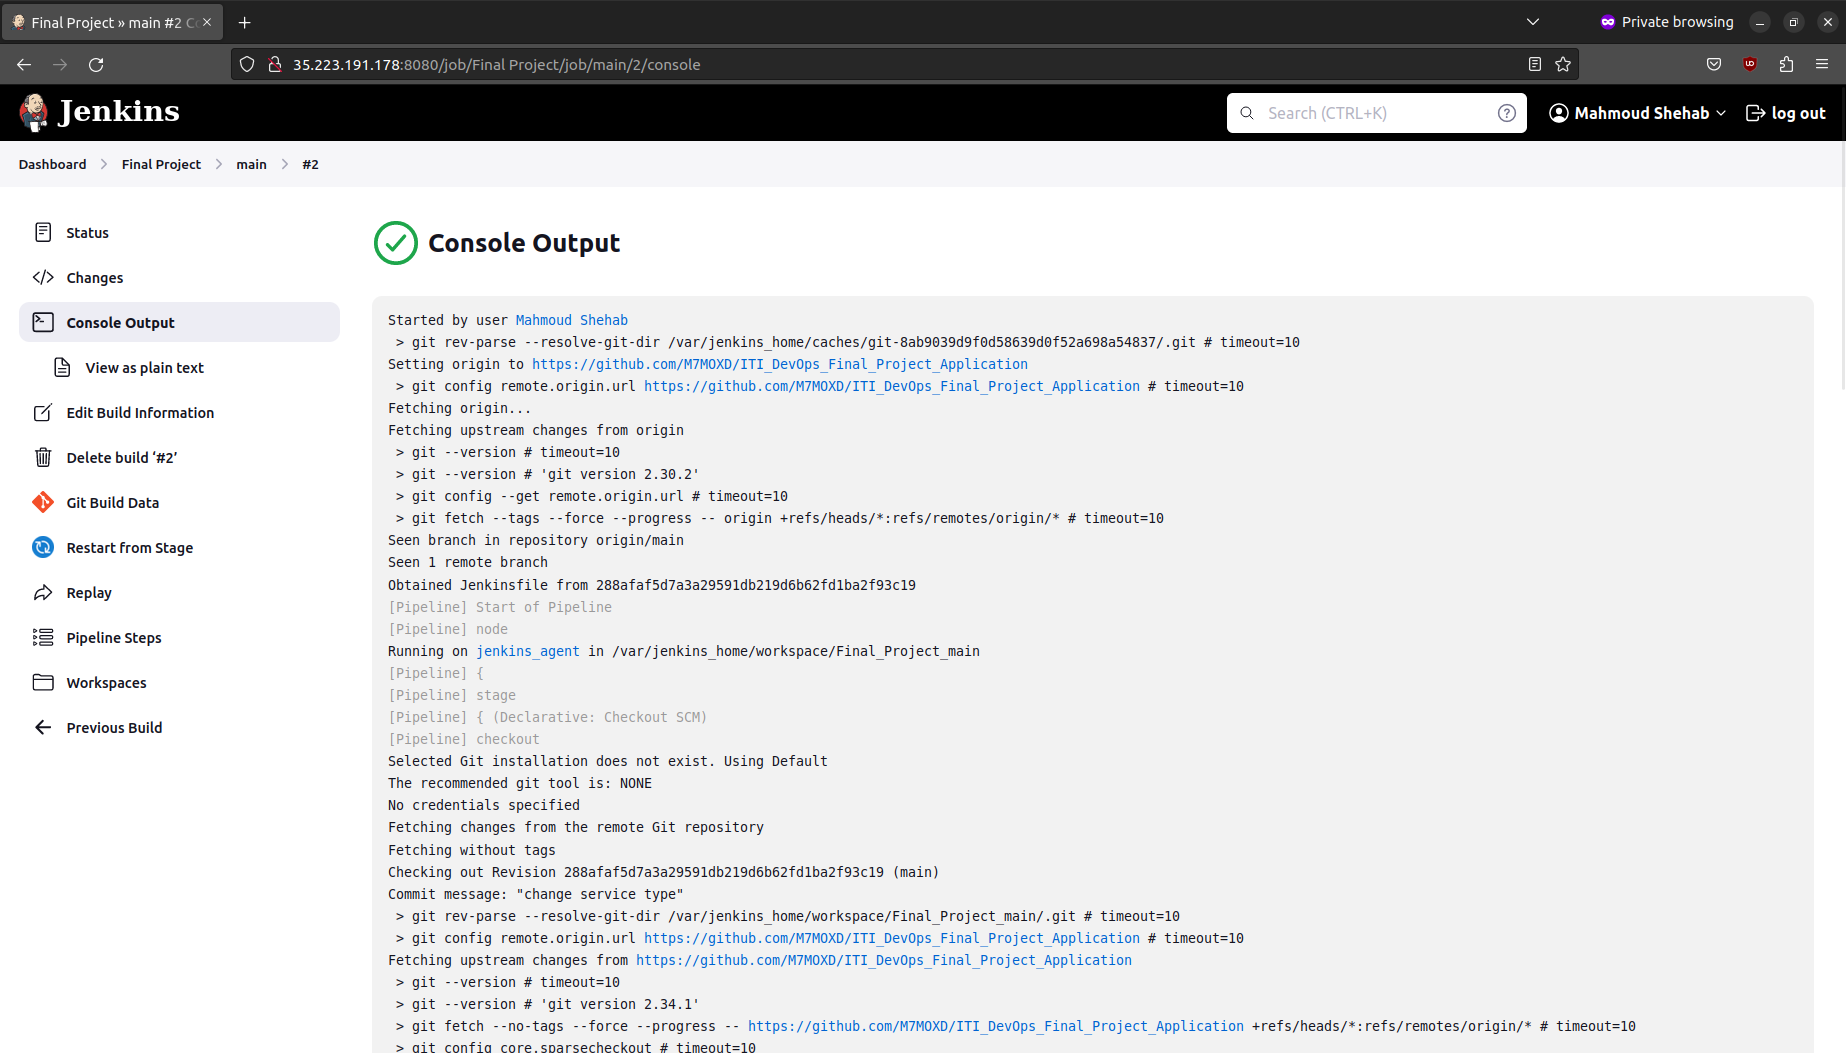 Final Project » main #2 Co
Private browsing
35.223.191.178:8080/job/Final Project/job/main/2/console
Jenkins
Search (CTRL+K)
Mahmoud Shehab
log out
Dashboard
Final Project
main
#2
Status
Changes
Console Output
View as plain text
Edit Build Information
Delete build ‘#2’
Git Build Data
Restart from Stage
Replay
Pipeline Steps
Workspaces
Previous Build
Console Output
Started by user Mahmoud Shehab
> git rev-parse --resolve-git-dir /var/jenkins_home/caches/git-8ab9039d9f0d58639d0f52a698a54837/.git # timeout=10
Setting origin to https://github.com/M7MOXD/ITI_DevOps_Final_Project_Application
> git config remote.origin.url https://github.com/M7MOXD/ITI_DevOps_Final_Project_Application # timeout=10
Fetching origin...
Fetching upstream changes from origin
> git --version # timeout=10
> git --version # 'git version 2.30.2'
> git config --get remote.origin.url # timeout=10
> git fetch --tags --force --progress -- origin +refs/heads/*:refs/remotes/origin/* # timeout=10
Seen branch in repository origin/main
Seen 1 remote branch
Obtained Jenkinsfile from 288afaf5d7a3a29591db219d6b62fd1ba2f93c19
[Pipeline] Start of Pipeline
[Pipeline] node
Running on jenkins_agent in /var/jenkins_home/workspace/Final_Project_main
[Pipeline] {
[Pipeline] stage
[Pipeline] { (Declarative: Checkout SCM)
[Pipeline] checkout
Selected Git installation does not exist. Using Default
The recommended git tool is: NONE
No credentials specified
Fetching changes from the remote Git repository
Fetching without tags
Checking out Revision 288afaf5d7a3a29591db219d6b62fd1ba2f93c19 (main)
Commit message: "change service type"
> git rev-parse --resolve-git-dir /var/jenkins_home/workspace/Final_Project_main/.git # timeout=10
> git config remote.origin.url https://github.com/M7MOXD/ITI_DevOps_Final_Project_Application # timeout=10
Fetching upstream changes from https://github.com/M7MOXD/ITI_DevOps_Final_Project_Application
> git --version # timeout=10
> git --version # 'git version 2.34.1'
> git fetch --no-tags --force --progress -- https://github.com/M7MOXD/ITI_DevOps_Final_Project_Application +refs/heads/*:refs/remotes/origin/* # timeout=10
> git config core.sparsecheckout # timeout=10